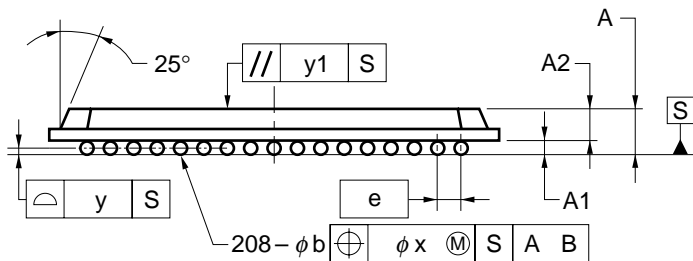 A
25°
// y1 S
A2
S
y S
e
A1
208–φb ⌖ φx Ⓜ S A B